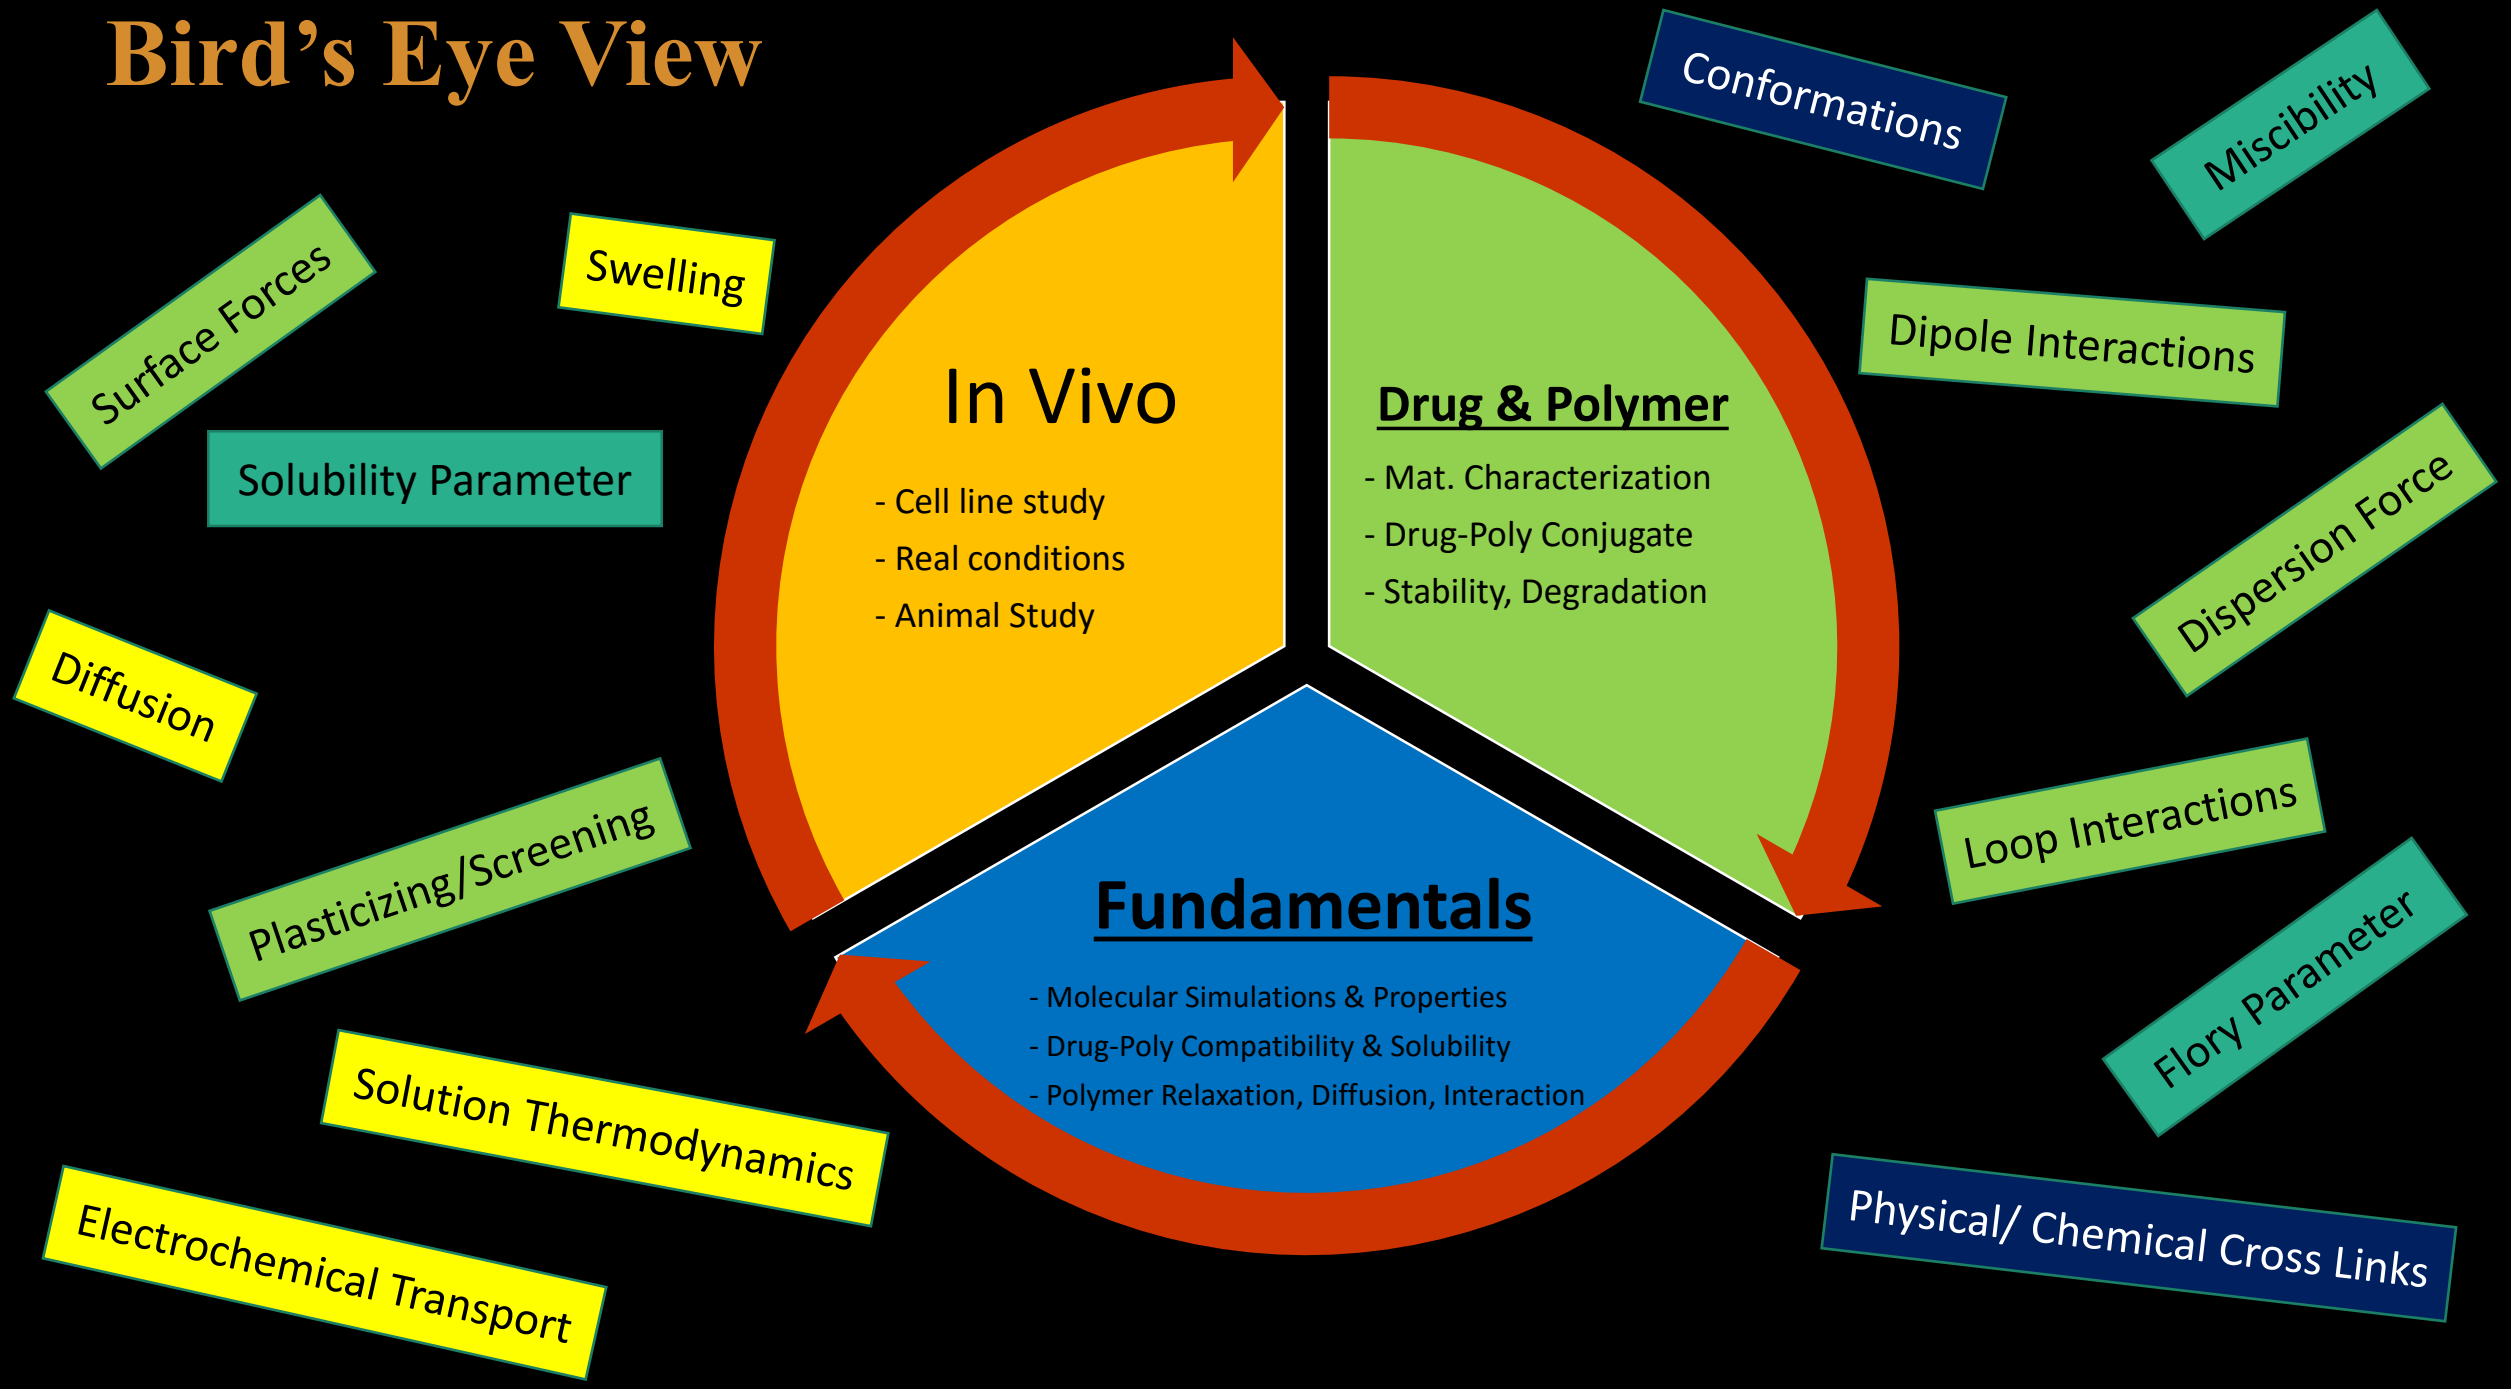 Bird’s Eye View
Conformations
Miscibility
Surface Forces
Swelling
Dipole Interactions
Solubility Parameter
Dispersion Force
In Vivo
- Cell line study
- Real conditions
- Animal Study
Drug & Polymer
- Mat. Characterization
- Drug-Poly Conjugate
- Stability, Degradation
Diffusion
Plasticizing/Screening
Loop Interactions
Fundamentals
- Molecular Simulations & Properties
- Drug-Poly Compatibility & Solubility
- Polymer Relaxation, Diffusion, Interaction
Flory Parameter
Solution Thermodynamics
Electrochemical Transport
Physical/ Chemical Cross Links